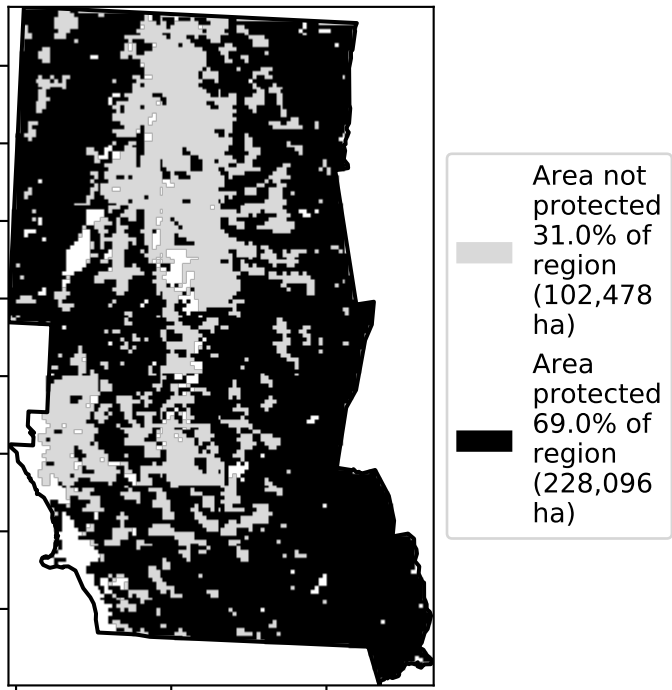 Area not
protected
31.0% of
region
(102,478
ha)
Area
protected
69.0% of
region
(228,096
ha)